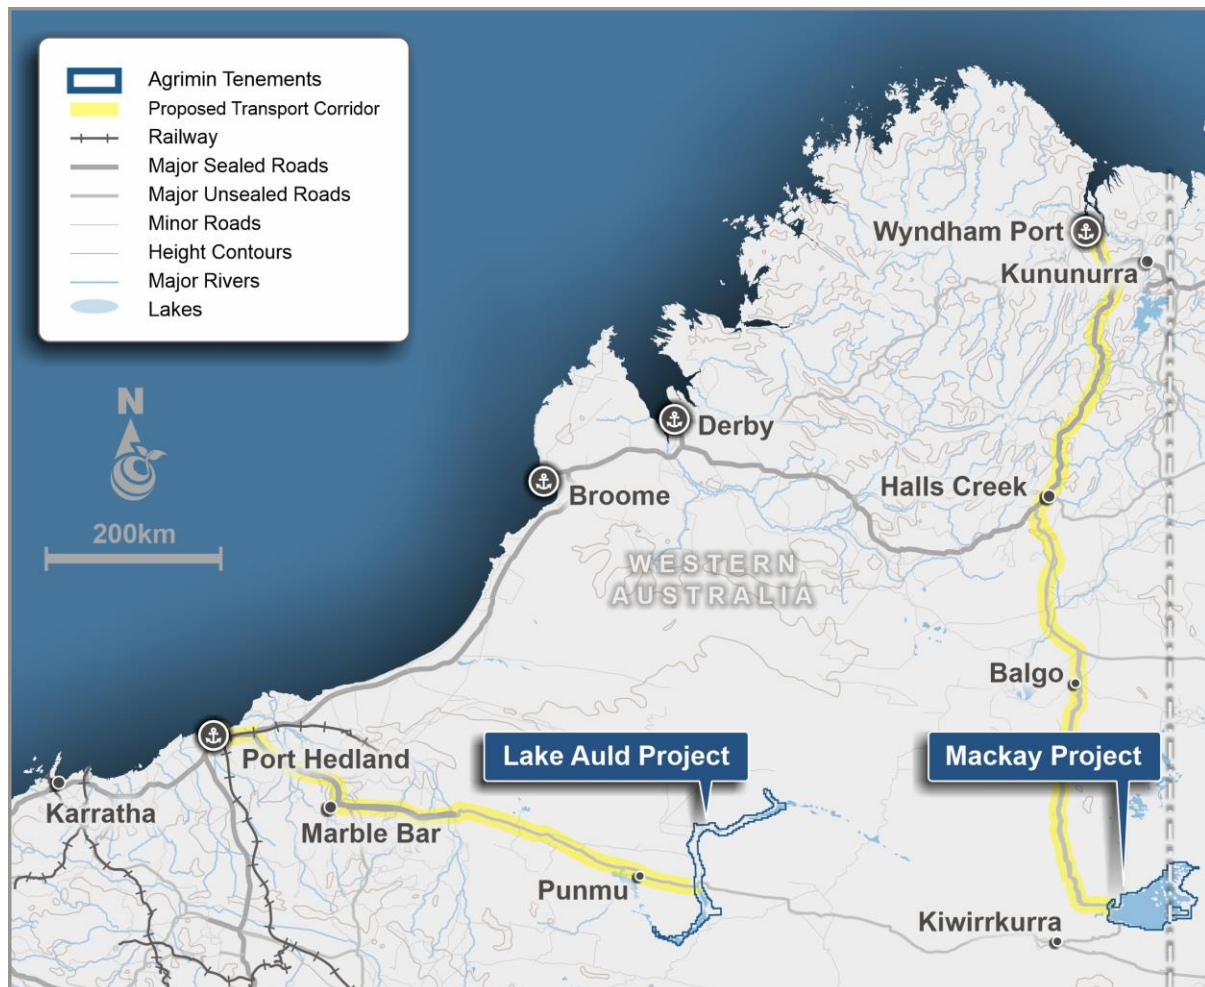 Agrimin Tenements
Proposed Transport Corridor
Railway
Major Sealed Roads
Major Unsealed Roads
Minor Roads
Height Contours
Major Rivers
Lakes
N
200km
Wyndham Port
Kununurra
Derby
Halls Creek
Broome
WESTERN
AUSTRALIA
Balgo
Port Hedland
Lake Auld Project
Mackay Project
Karratha
Marble Bar
Punmu
Kiwirrkurra